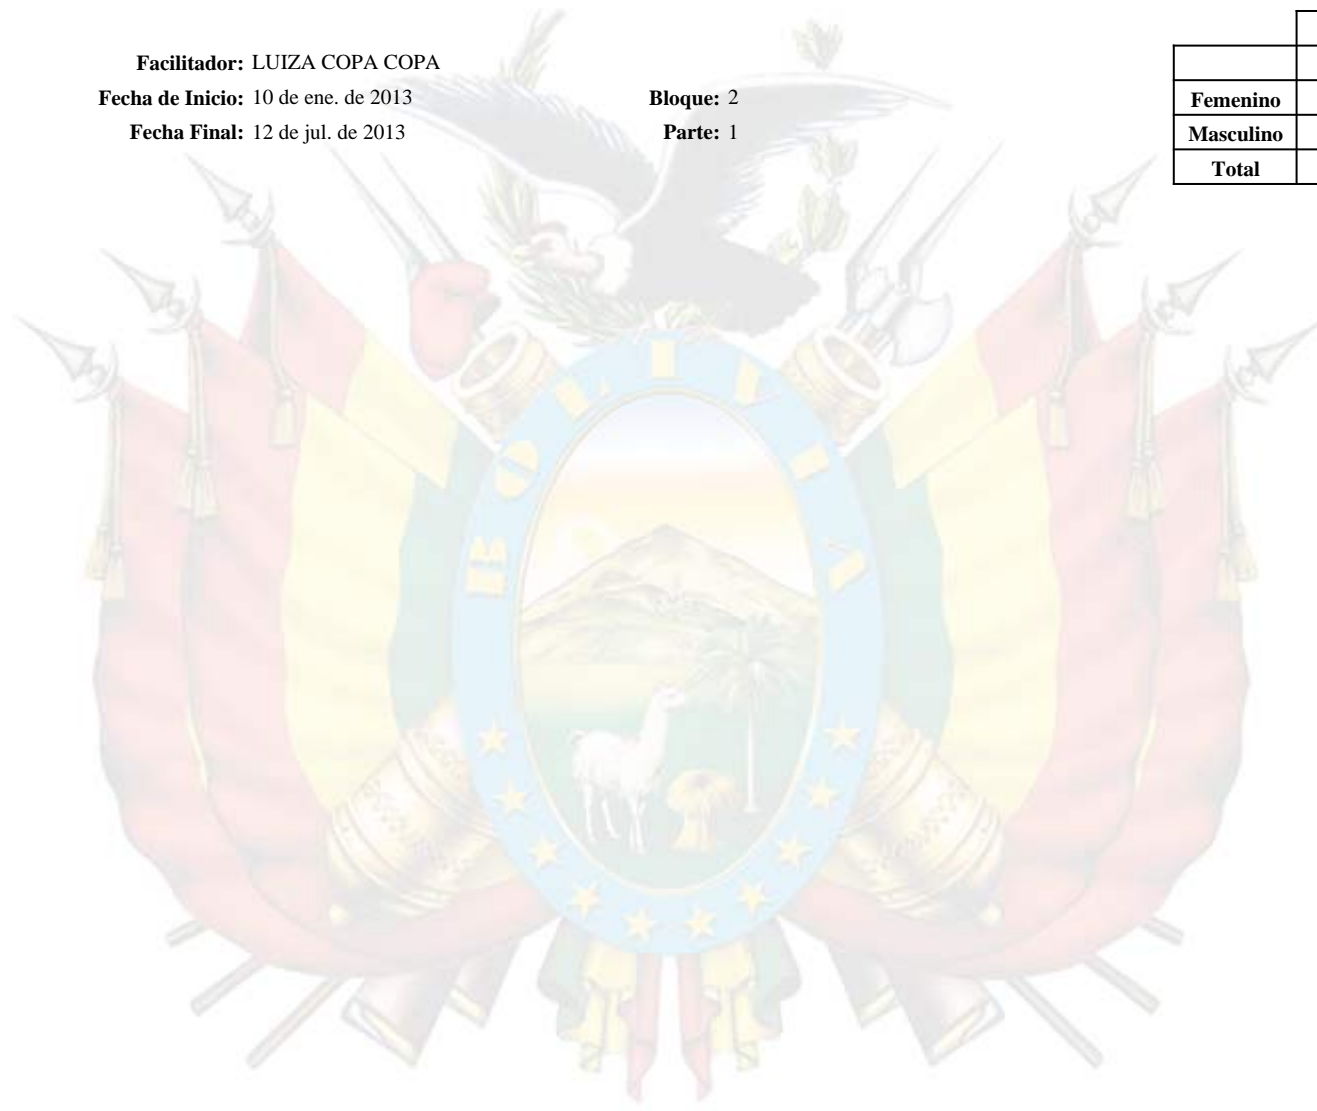 Facilitador: LUIZA COPA COPA
Fecha de Inicio: 10 de ene. de 2013 Bloque: 2
Femenino
Fecha Final: 12 de jul. de 2013 Parte: 1
Masculino
Total
BOLIVIA